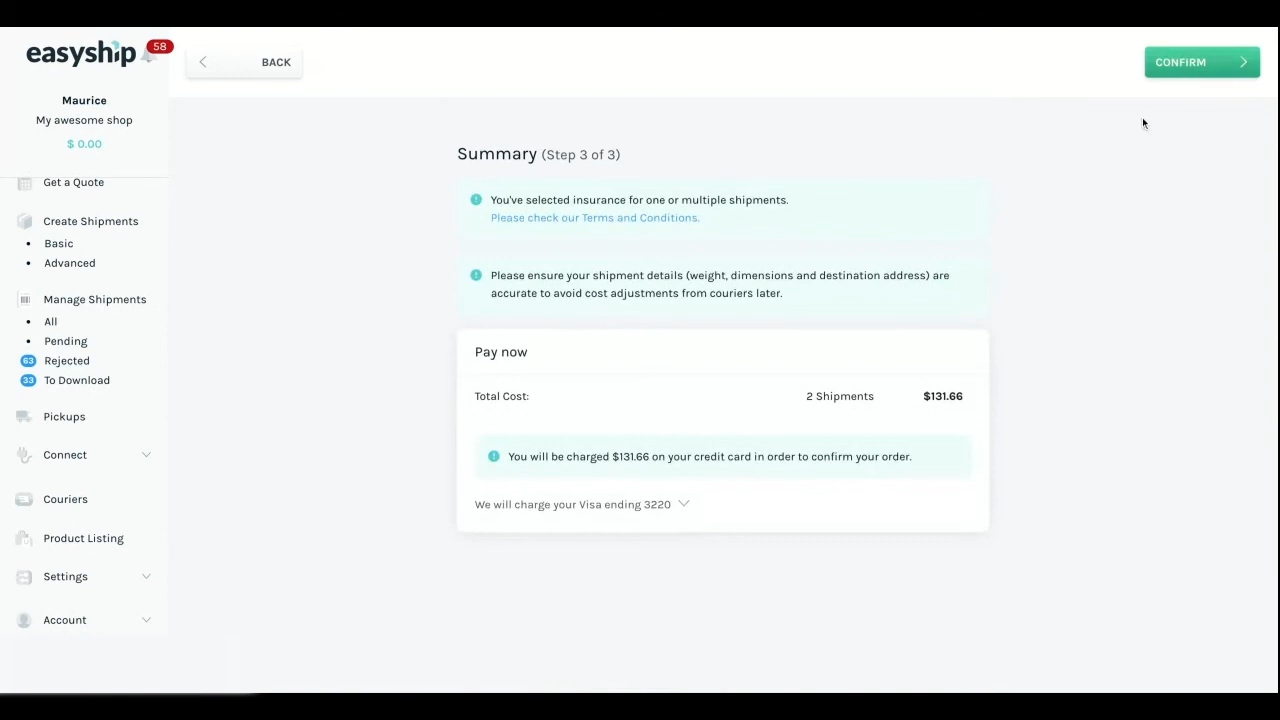 easyship
58
Maurice
My awesome shop
$ 0.00
Get a Quote
Create Shipments
Basic
Advanced
Manage Shipments
All
Pending
63 Rejected
33 To Download
Pickups
Connect
Couriers
Product Listing
Settings
Account
BACK
CONFIRM
Summary (Step 3 of 3)
You've selected insurance for one or multiple shipments.
Please check our Terms and Conditions.
Please ensure your shipment details (weight, dimensions and destination address) are
accurate to avoid cost adjustments from couriers later.
Pay now
Total Cost: 2 Shipments $131.66
You will be charged $131.66 on your credit card in order to confirm your order.
We will charge your Visa ending 3220